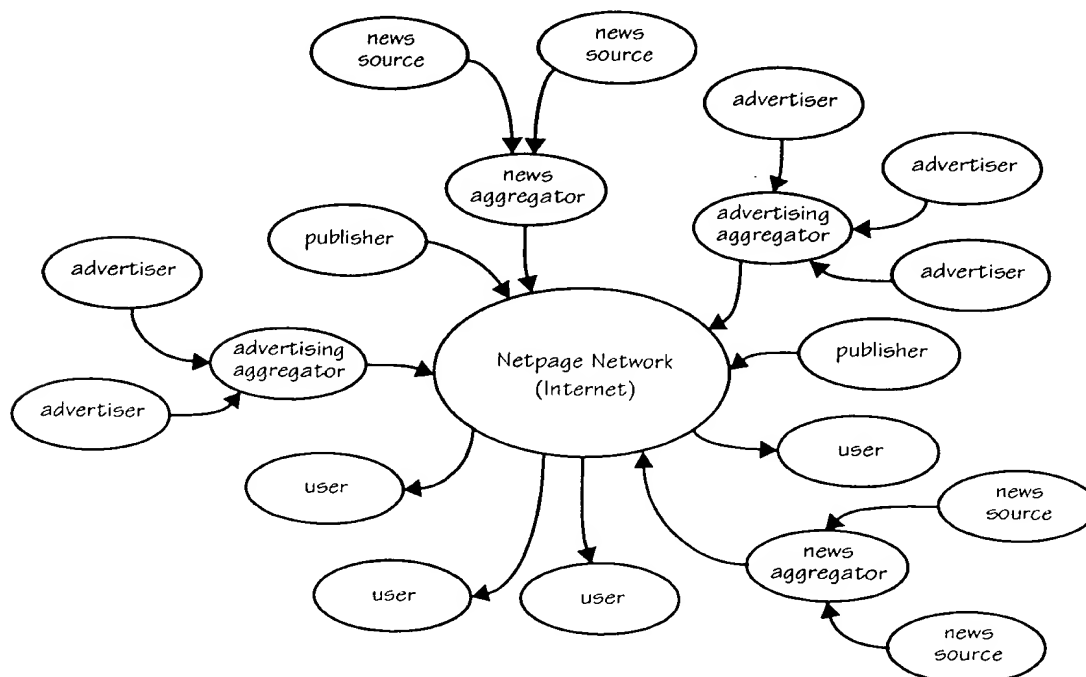 news
source
news
source
advertiser
advertiser
news
aggregator
advertising
aggregator
publisher
advertiser
advertiser
advertising
aggregator
Netpage Network
(Internet)
publisher
advertiser
user
user
news
source
news
aggregator
user
user
news
source